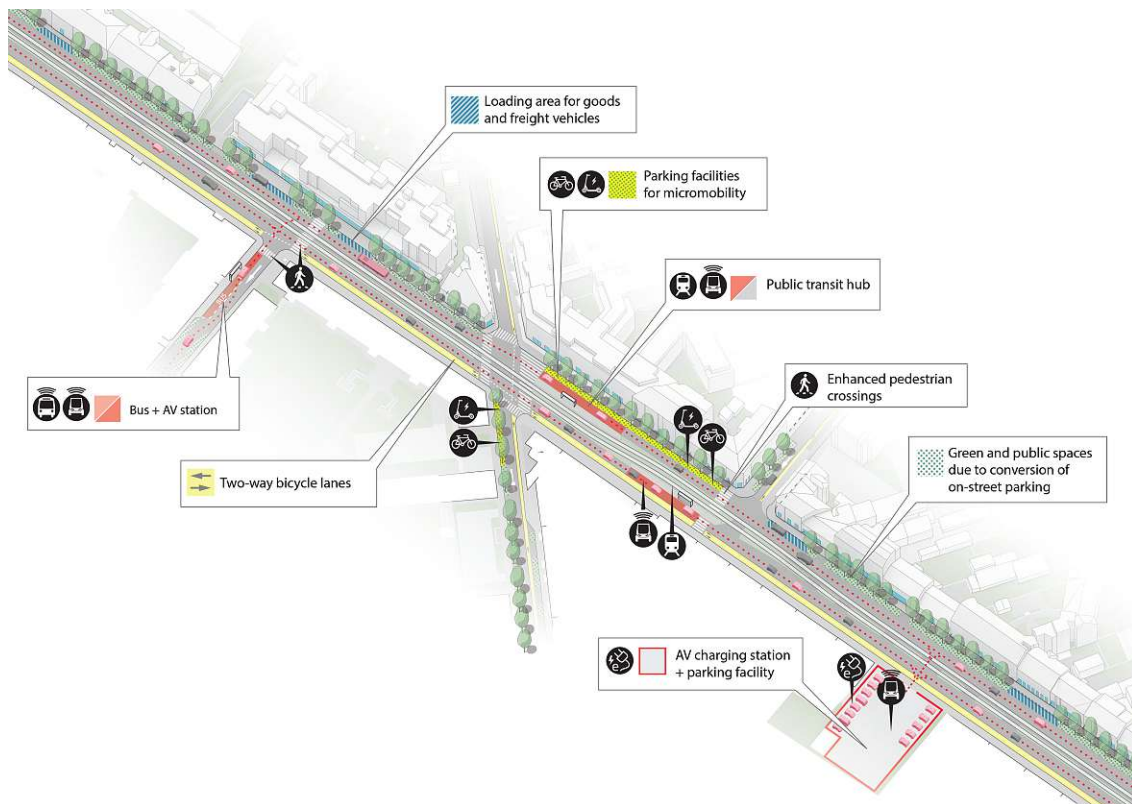 Loading area for goods
and freight vehicles
Parking facilities
for micromobility
Public transit hub
Enhanced pedestrian
crossings
Bus + AV station
Two-way bicycle lanes
Green and public spaces
due to conversion of
on-street parking
AV charging station
+ parking facility